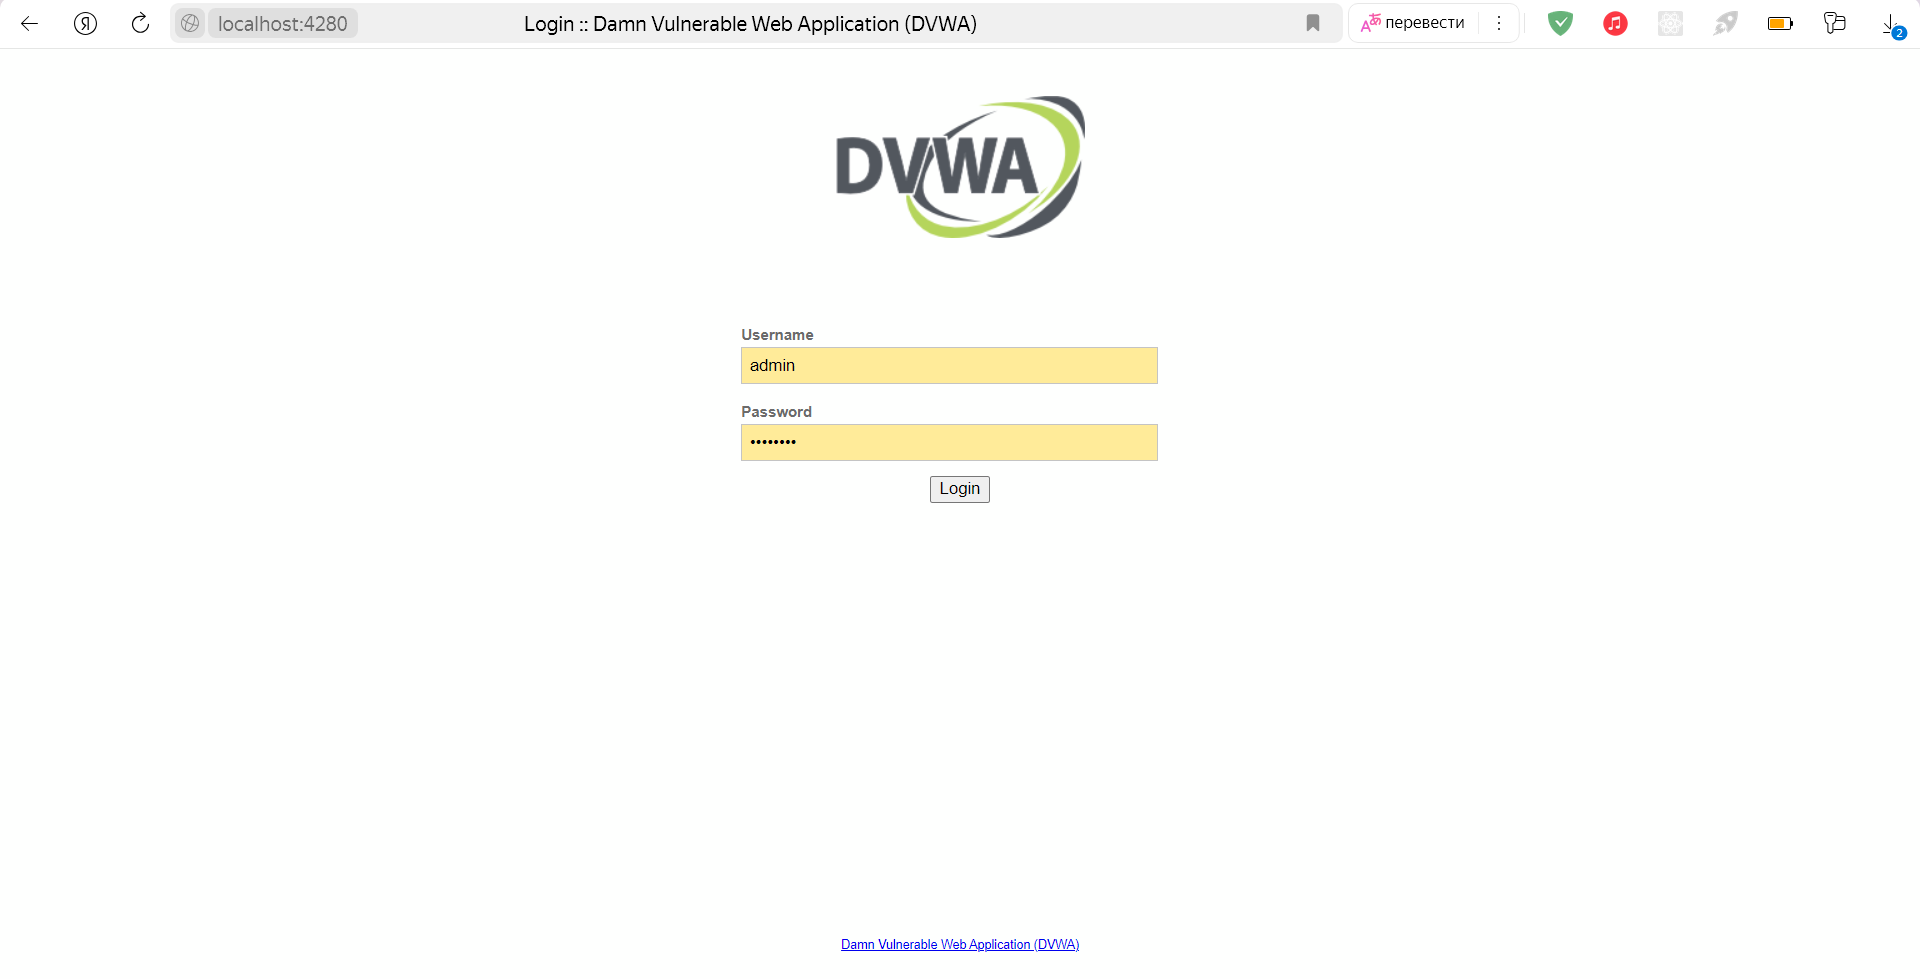 localhost:4280
Login :: Damn Vulnerable Web Application (DVWA)
перевести
2
DVWA
Username
admin
Password
••••••••
Login
Damn Vulnerable Web Application (DVWA)